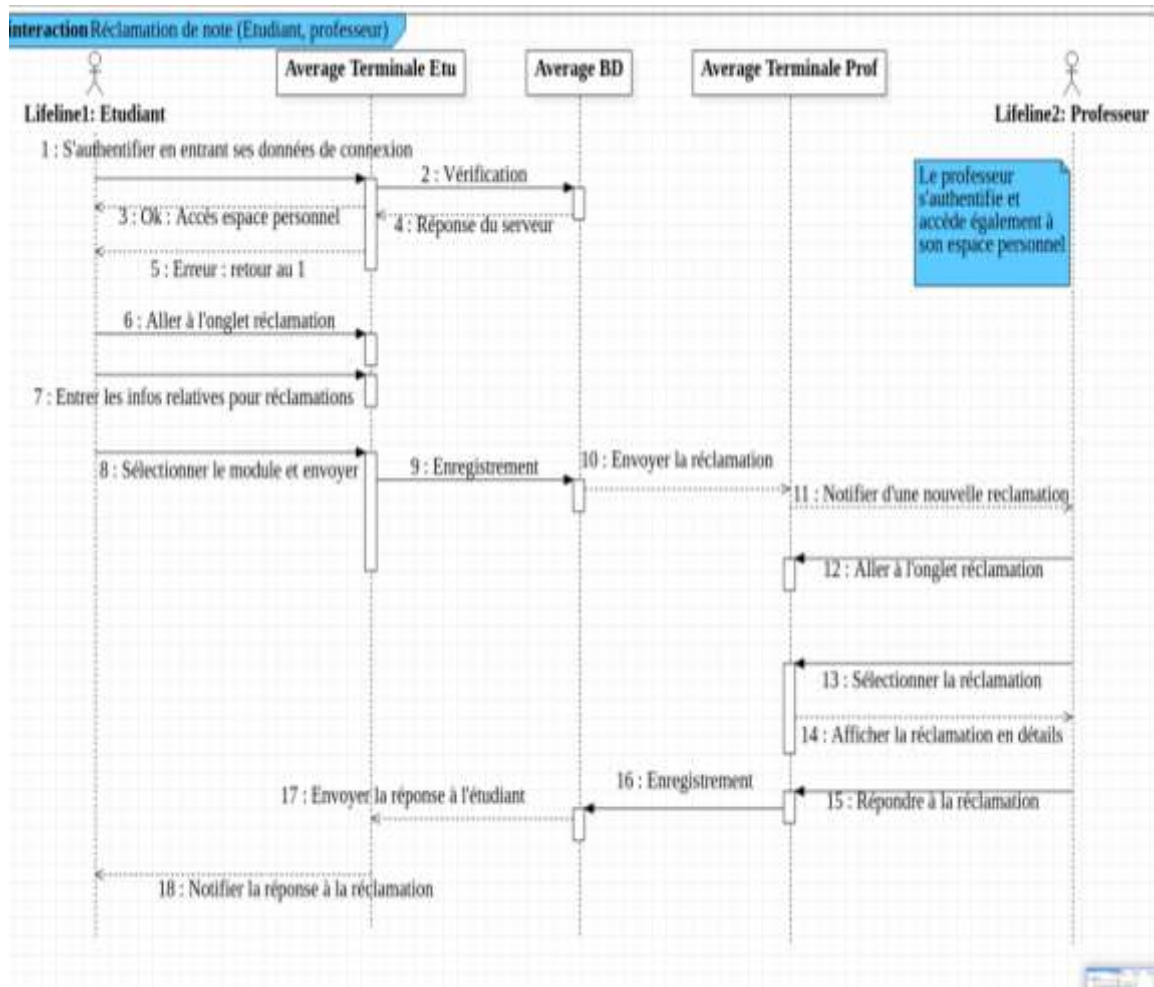 interaction Réclamation de note (Etudiant, professeur)
Average Terminale Etu
Average BD
Average Terminale Prof
Lifeline1: Etudiant
Lifeline2: Professeur
1 : S'authentifier en entrant ses données de connexion
2 : Vérification
Le professeur
s'authentifie et
accède également à
son espace personnel
3 : Ok : Accès espace personnel
4 : Réponse du serveur
5 : Erreur : retour au 1
6 : Aller à l'onglet réclamation
7 : Entrer les infos relatives pour réclamations
8 : Sélectionner le module et envoyer
9 : Enregistrement
10 : Envoyer la réclamation
11 : Notifier d'une nouvelle reclamation
12 : Aller à l'onglet réclamation
13 : Sélectionner la réclamation
14 : Afficher la réclamation en détails
15 : Répondre à la réclamation
16 : Enregistrement
17 : Envoyer la réponse à l'étudiant
18 : Notifier la réponse à la réclamation